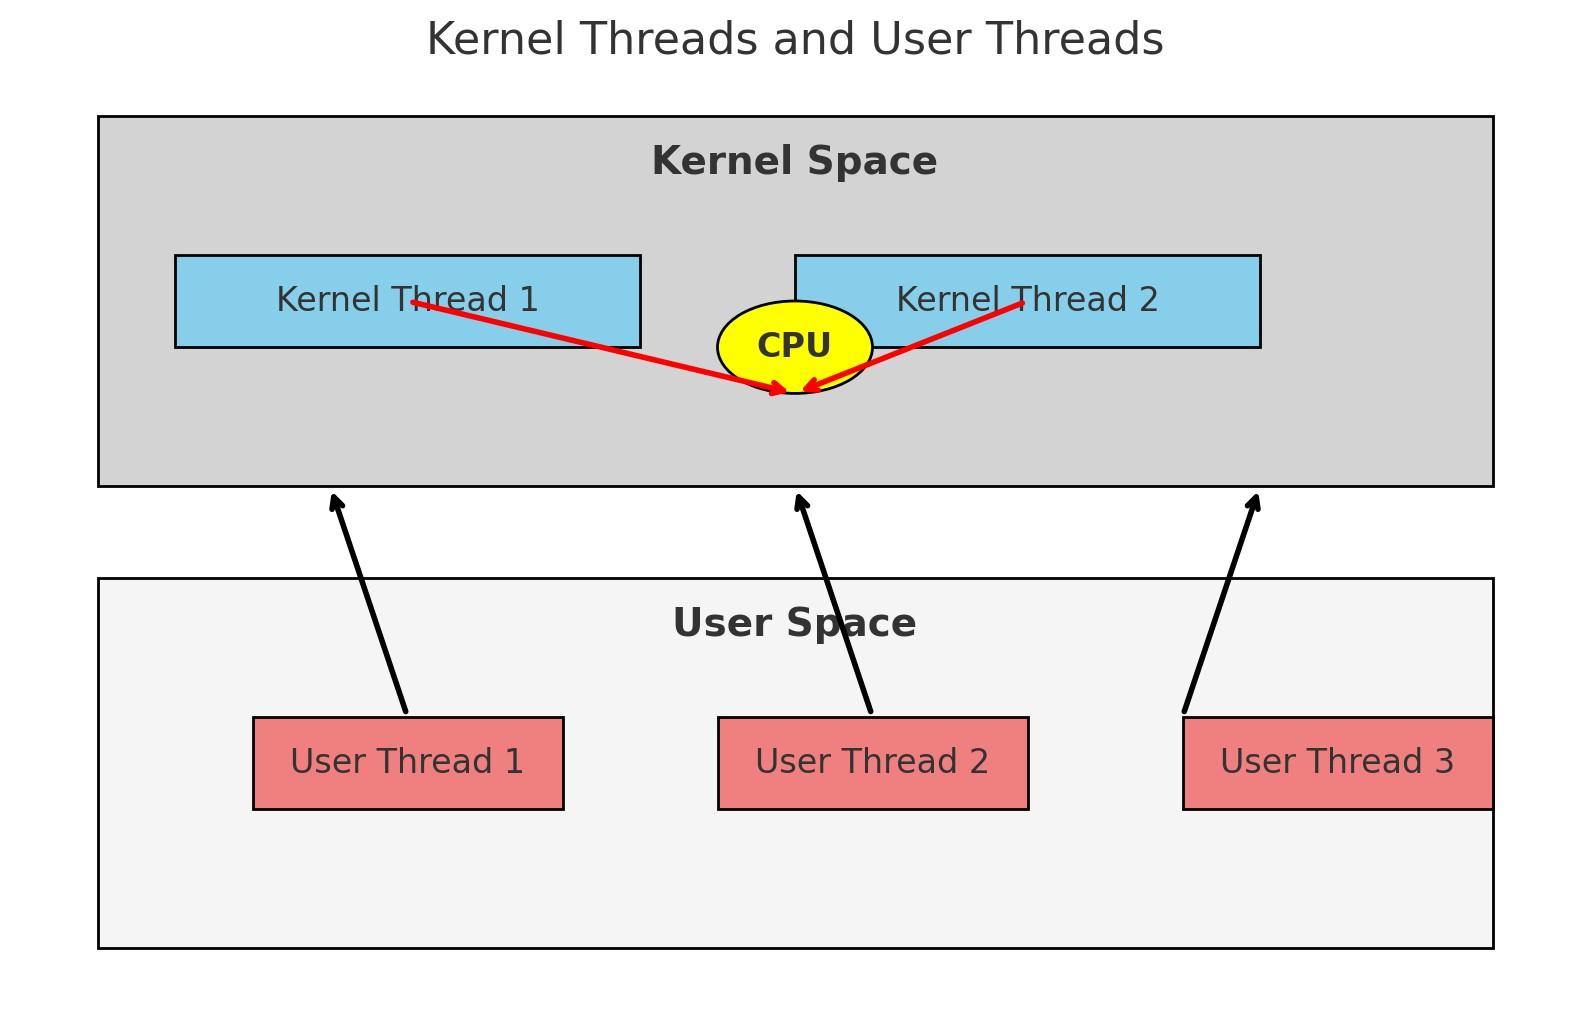 Kernel Threads and User Threads
Kernel Space
Kernel Thread 1
Kernel Thread 2
CPU
User Space
User Thread 1
User Thread 2
User Thread 3